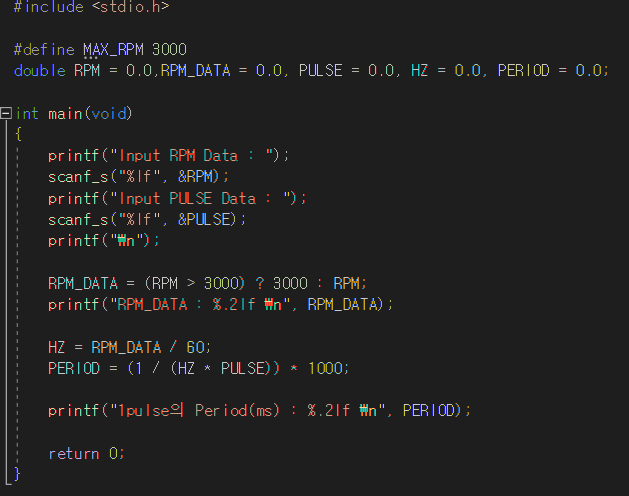 #include <stdio.h>
#define MAX_RPM 3000
double RPM = 0.0,RPM_DATA = 0.0, PULSE = 0.0, HZ = 0.0, PERIOD = 0.0;
int main(void)
{
printf("Input RPM Data : ");
scanf_s("%lf", &RPM);
printf("Input PULSE Data : ");
scanf_s("%lf", &PULSE);
printf("₩n");
RPM_DATA = (RPM > 3000) ? 3000 : RPM;
printf("RPM_DATA : %.2lf ₩n", RPM_DATA);
HZ = RPM_DATA / 60;
PERIOD = (1 / (HZ * PULSE)) * 1000;
printf("1pulse의 Period(ms) : %.2lf ₩n", PERIOD);
return 0;
}